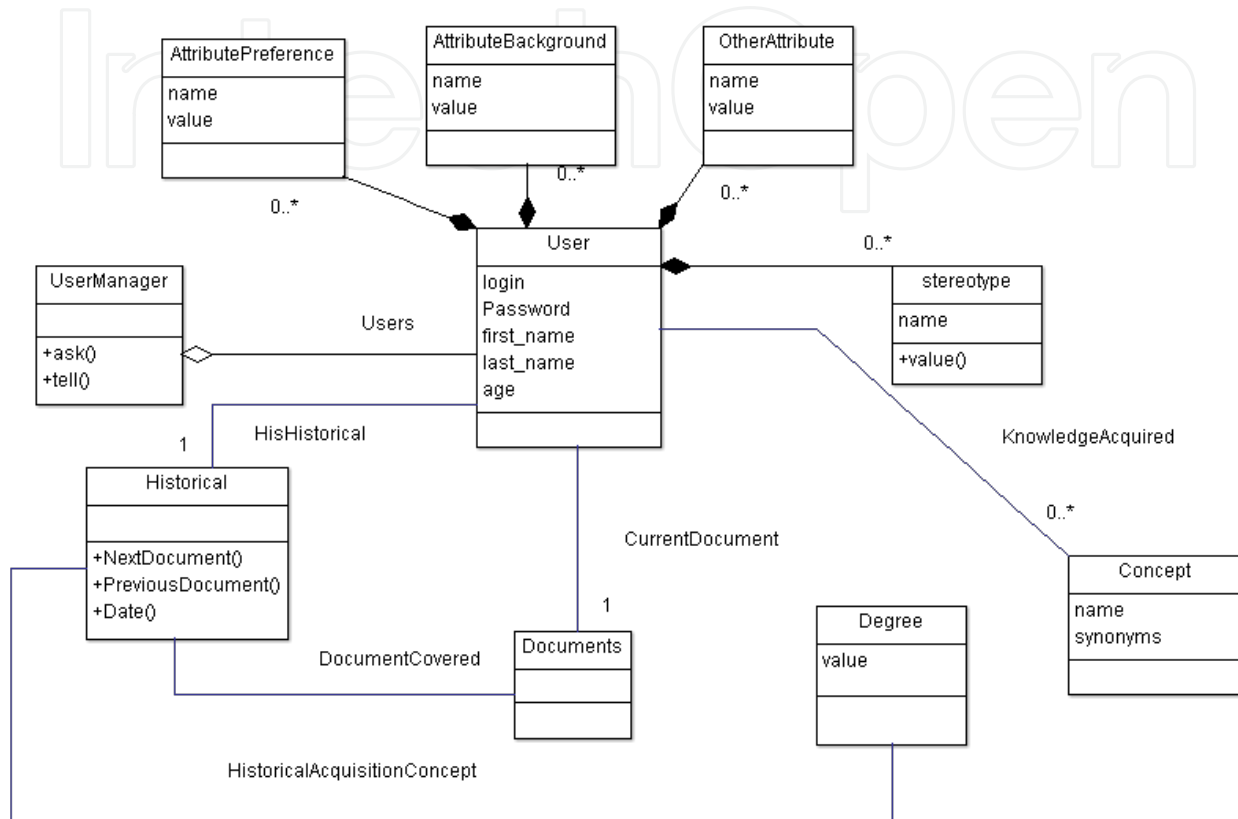 IntechOpen
AttributePreference
name
value
0..*
AttributeBackground
name
value
0..*
OtherAttribute
name
value
0..*
User
login
Password
first_name
last_name
age
0..*
stereotype
name
+value()
UserManager
+ask()
+tell()
Users
HisHistorical
1
Historical
+NextDocument()
+PreviousDocument()
+Date()
KnowledgeAcquired
0..*
Concept
name
synonyms
CurrentDocument
1
Documents
DocumentCovered
Degree
value
HistoricalAcquisitionConcept